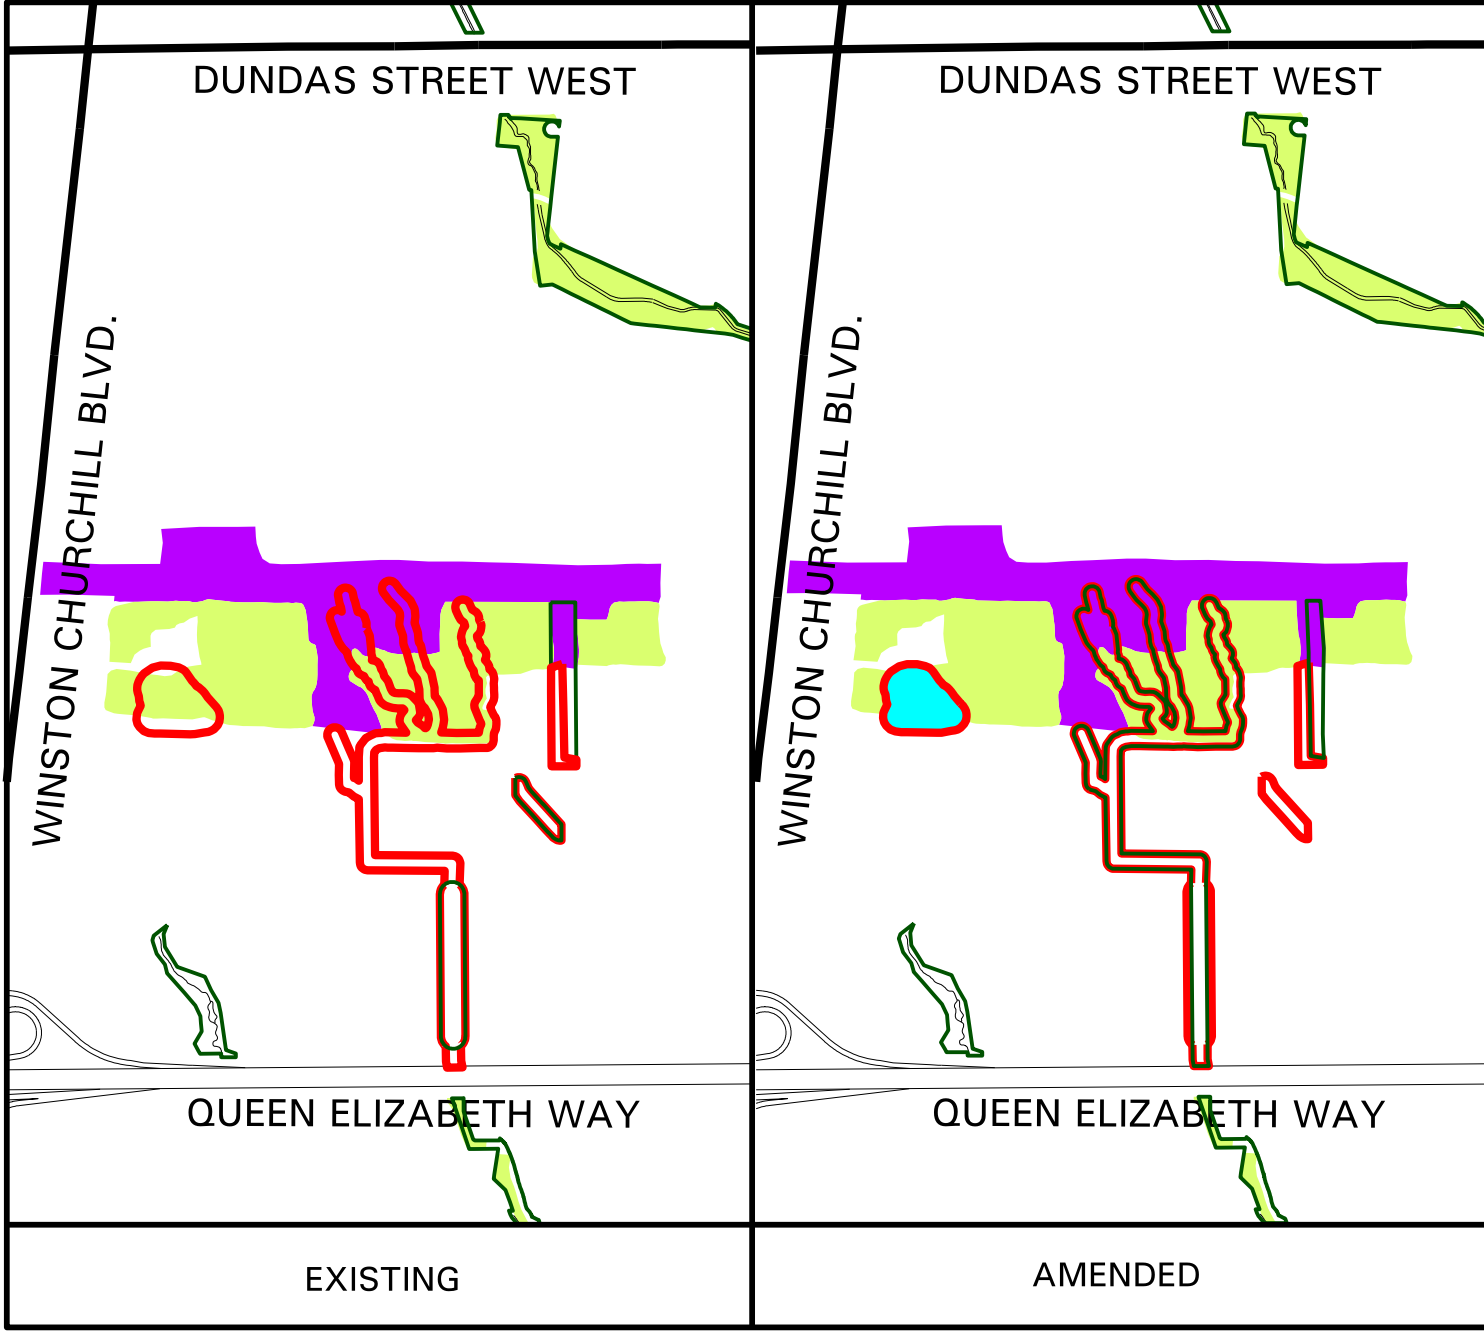 DUNDAS STREET WEST
WINSTON CHURCHILL BLVD.
QUEEN ELIZABETH WAY
EXISTING
DUNDAS STREET WEST
WINSTON CHURCHILL BLVD.
QUEEN ELIZABETH WAY
AMENDED